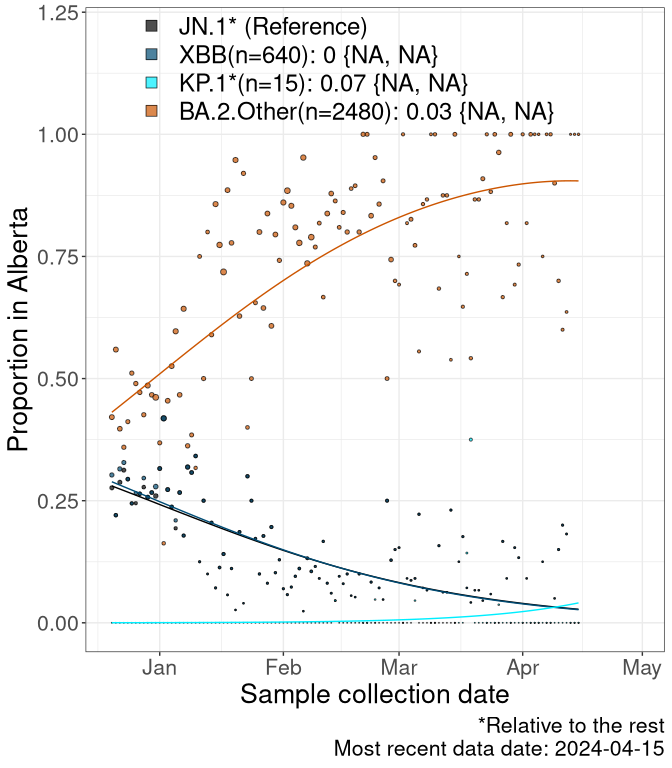 JN.1* (Reference)
XBB(n=640): 0 {NA, NA}
KP.1*(n=15): 0.07 {NA, NA}
BA.2.Other(n=2480): 0.03 {NA, NA}
1.25
1.00
0.75
0.50
0.25
0.00
Proportion in Alberta
Jan Feb Mar Apr May
Sample collection date
*Relative to the rest
Most recent data date: 2024-04-15